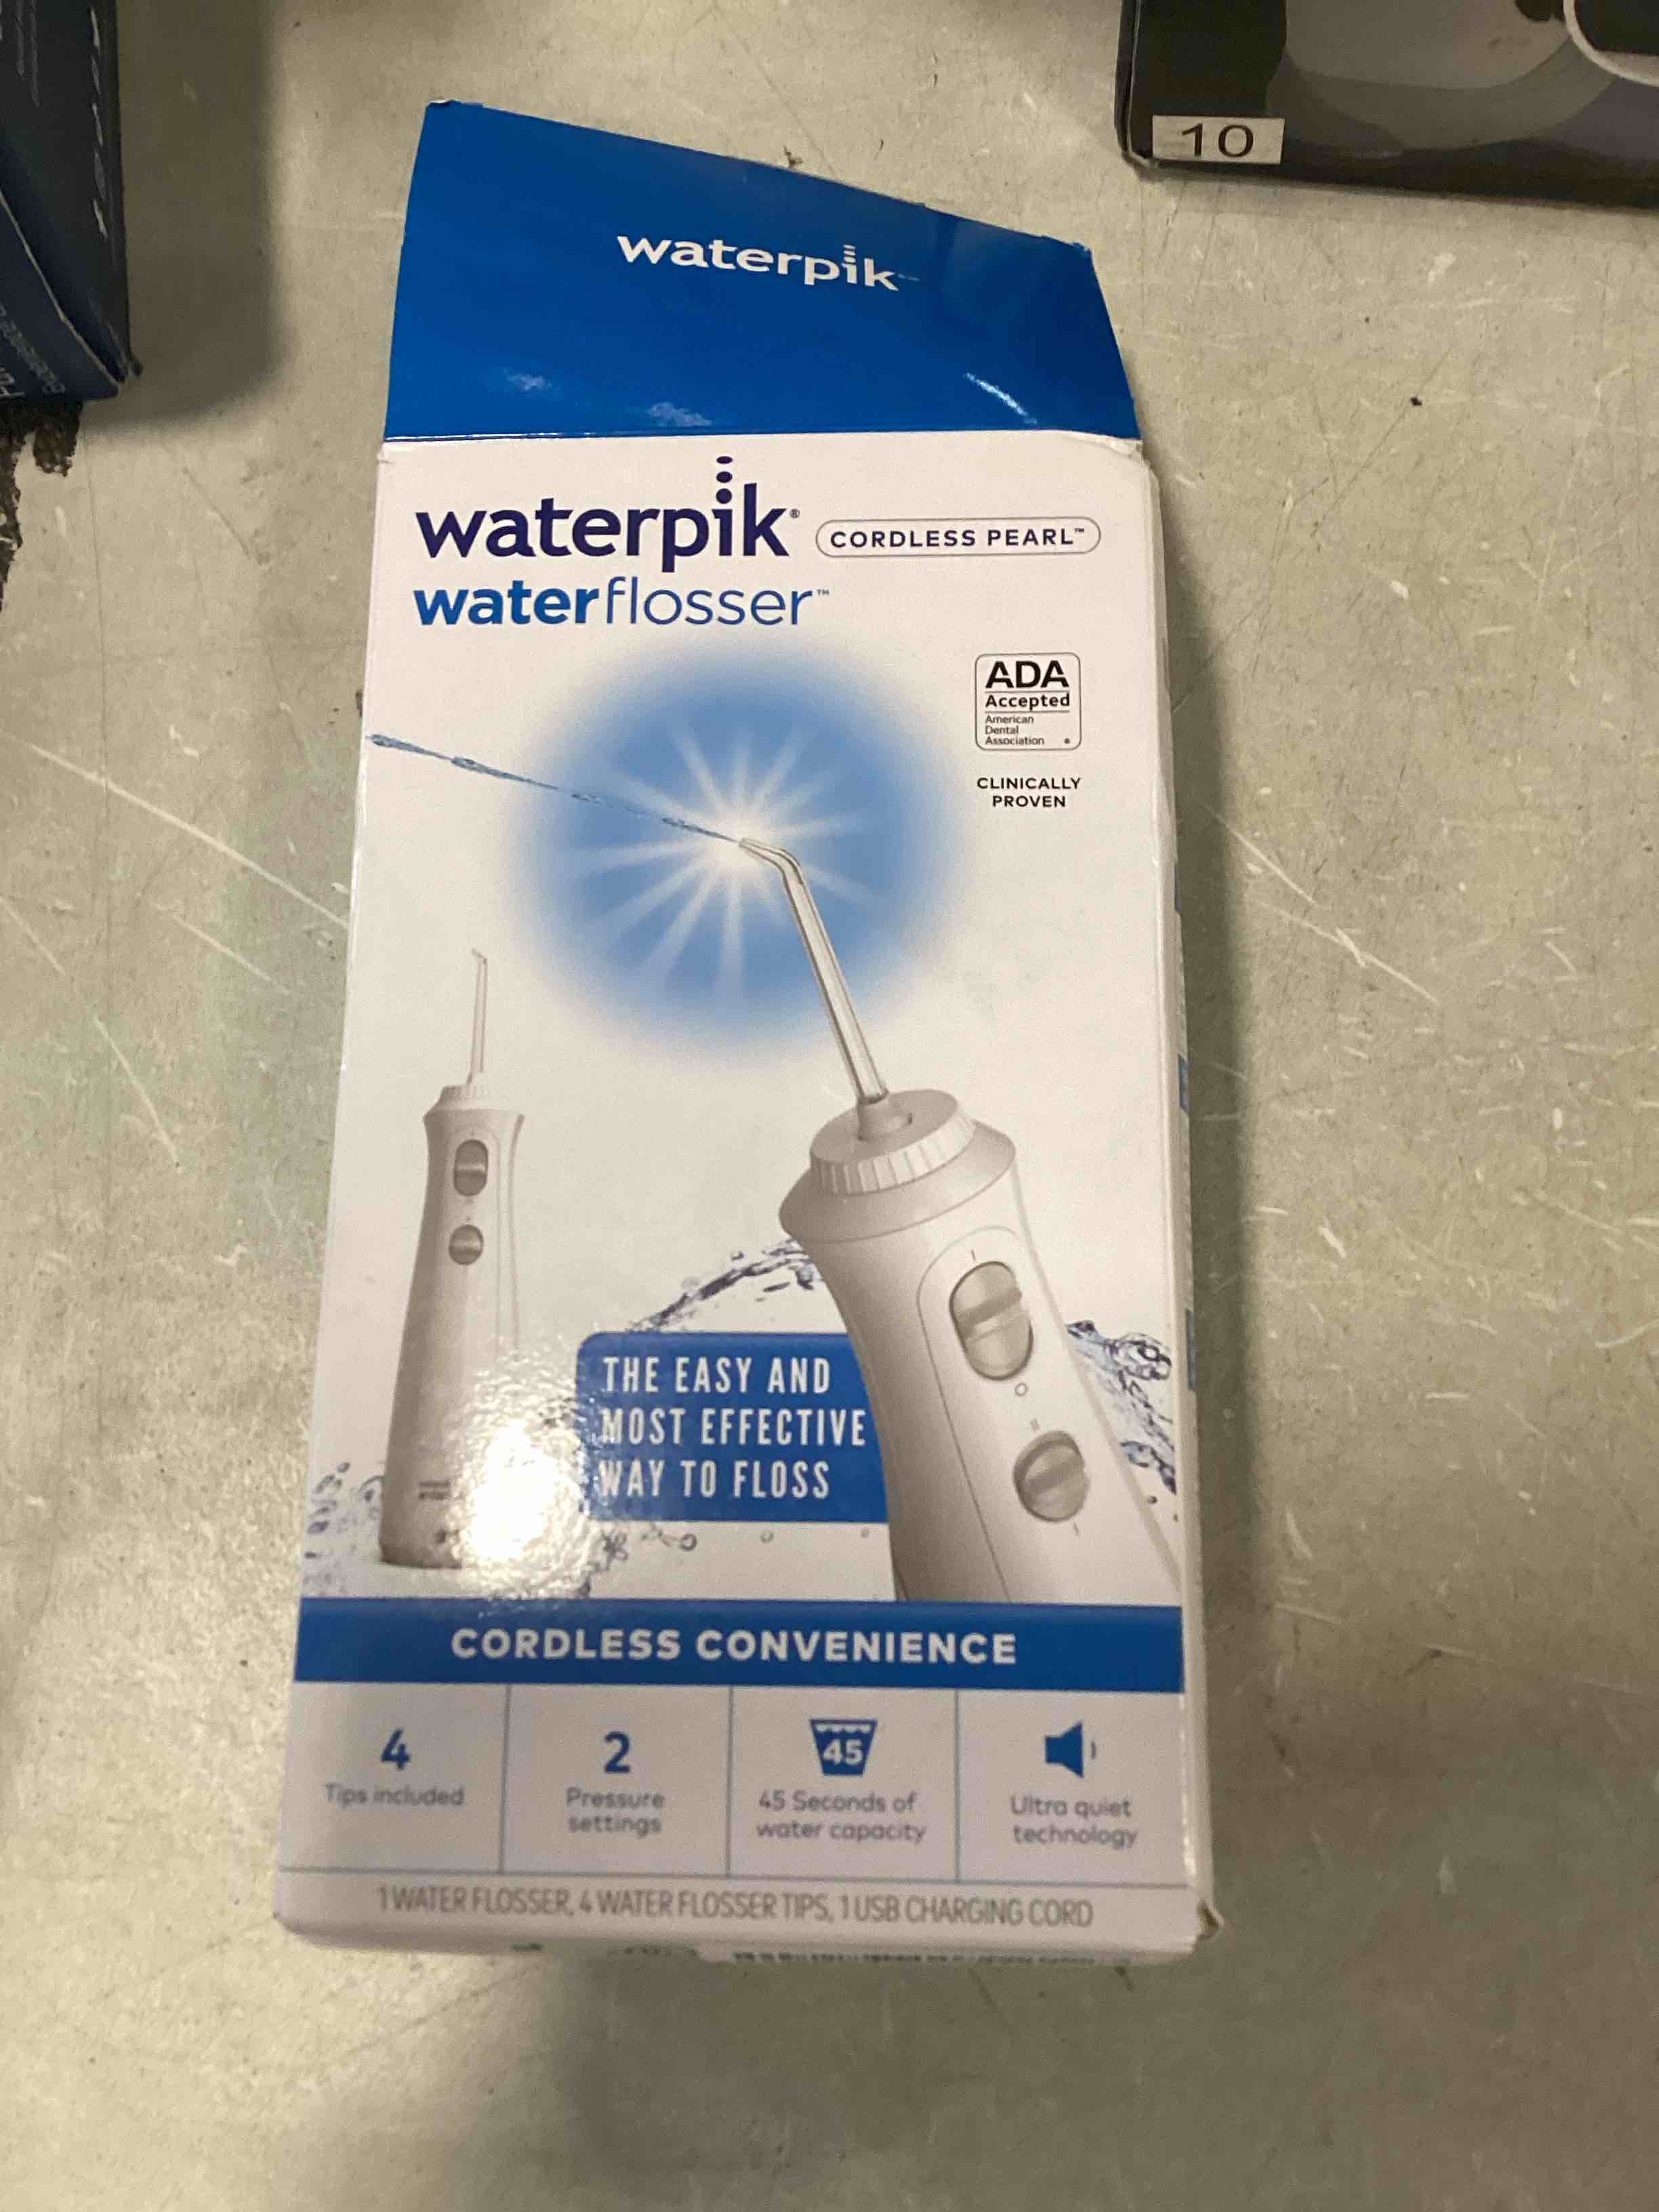 10
waterpik
waterpik® CORDLESS PEARL™
waterflosser™
ADA
Accepted
American
Dental
Association
CLINICALLY
PROVEN
THE EASY AND
MOST EFFECTIVE
WAY TO FLOSS
CORDLESS CONVENIENCE
4
Tips included
2
Pressure
settings
45
45 Seconds of
water capacity
Ultra quiet
technology
1 WATER FLOSSER, 4 WATER FLOSSER TIPS, 1 USB CHARGING CORD